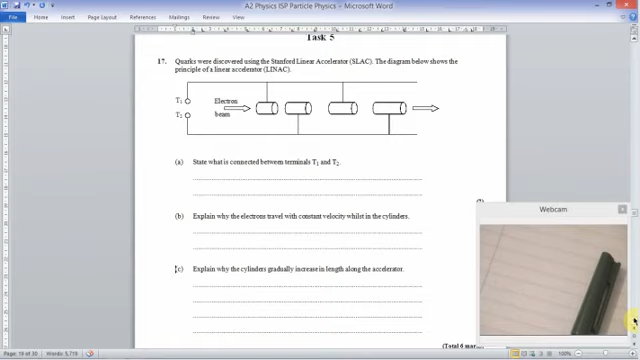 A2 Physics ISP Particle Physics - Microsoft Word
File
Home
Insert
Page Layout
References
Mailings
Review
View
Task 5
17. Quarks were discovered using the Stanford Linear Accelerator (SLAC). The diagram below shows the
principle of a linear accelerator (LINAC).
T1
Electron
T2
beam
(a) State what is connected between terminals T1 and T2.
(b) Explain why the electrons travel with constant velocity whilst in the cylinders.
Webcam
(c) Explain why the cylinders gradually increase in length along the accelerator.
(Total 6 mar
Words: 5,719
100%